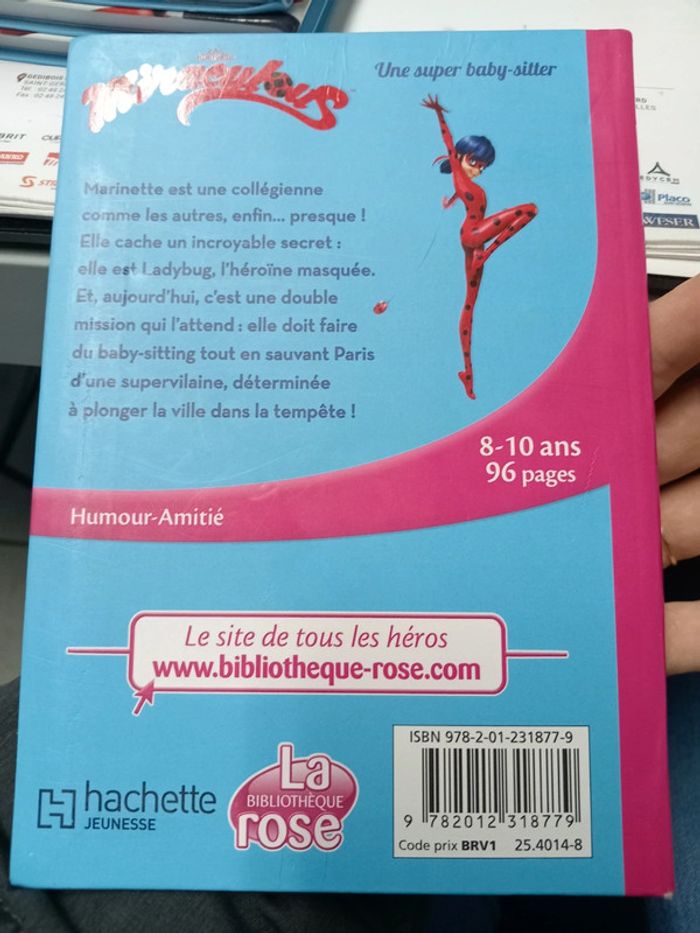 Miraculous
Une super baby-sitter
Marinette est une collégienne
comme les autres, enfin... presque !
Elle cache un incroyable secret :
elle est Ladybug, l'héroïne masquée.
Et, aujourd'hui, c'est une double
mission qui l'attend : elle doit faire
du baby-sitting tout en sauvant Paris
d'une supervilaine, déterminée
à plonger la ville dans la tempête !
8-10 ans
96 pages
Humour-Amitié
Le site de tous les héros
www.bibliotheque-rose.com
ISBN 978-2-01-231877-9
9 782012 318779
Code prix BRV1 25.4014-8
hachette
JEUNESSE
La
BIBLIOTHÈQUE
rose
Placo
WESER